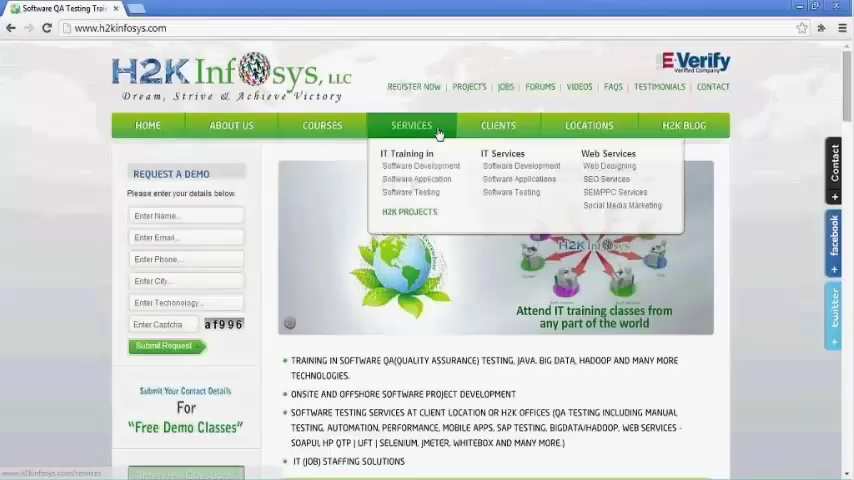 Software QA Testing Train
www.h2kinfosys.com
H2K Infosys, LLC
Dream, Strive & Achieve Victory
E-Verify
Verified Company
REGISTER NOW | PROJECTS | JOBS | FORUMS | VIDEOS | FAQS | TESTIMONIALS | CONTACT
HOME ABOUT US COURSES SERVICES CLIENTS LOCATIONS H2K BLOG
IT Training in IT Services Web Services
Software Development Software Development Web Designing
Software Application Software Applications SEO Services
Software Testing Software Testing SEM/PPC Services
Social Media Marketing
H2K PROJECTS
REQUEST A DEMO
Please enter your details below.
Enter Name...
Enter Email...
Enter Phone...
Enter City...
Enter Techonology...
Enter Captcha af996
Submit Request
H2K Infosys
Attend IT training classes from
any part of the world
Submit Your Contact Details
For
"Free Demo Classes"
TRAINING IN SOFTWARE QA(QUALITY ASSURANCE) TESTING, JAVA, BIG DATA, HADOOP AND MANY MORE
TECHNOLOGIES.
ONSITE AND OFFSHORE SOFTWARE PROJECT DEVELOPMENT
SOFTWARE TESTING SERVICES AT CLIENT LOCATION OR H2K OFFICES (QA TESTING INCLUDING MANUAL
TESTING, AUTOMATION, PERFORMANCE, MOBILE APPS, SAP TESTING, BIGDATA/HADOOP, WEB SERVICES -
SOAPUI, HP QTP | UFT | SELENIUM, JMETER, WHITEBOX AND MANY MORE.)
IT (JOB) STAFFING SOLUTIONS
Contact
facebook
twitter
www.h2kinfosys.com/services